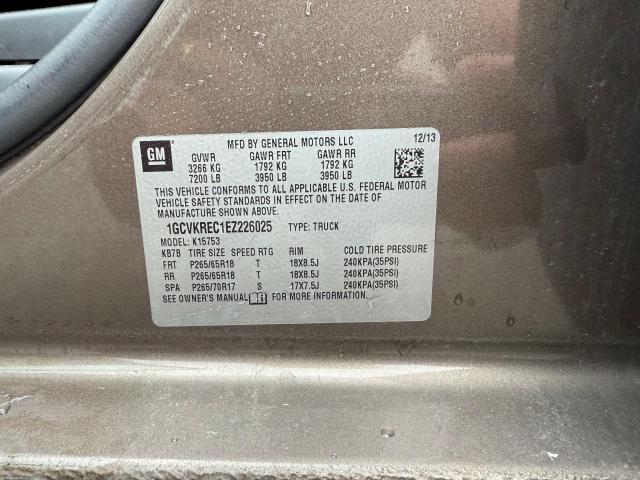 MFD BY GENERAL MOTORS LLC 12/13
GM GVWR GAWR FRT GAWR RR
3266 KG 1792 KG 1792 KG
7200 LB 3950 LB 3950 LB
THIS VEHICLE CONFORMS TO ALL APPLICABLE U.S. FEDERAL MOTOR
VEHICLE SAFETY STANDARDS IN EFFECT ON THE DATE OF
MANUFACTURE SHOWN ABOVE.
1GCVKREC1EZ226025 TYPE: TRUCK
MODEL: K15753
KB7B TIRE SIZE SPEED RTG RIM COLD TIRE PRESSURE
FRT P265/65R18 T 18X8.5J 240KPA(35PSI)
RR P265/65R18 T 18X8.5J 240KPA(35PSI)
SPA P265/70R17 S 17X7.5J 240KPA(35PSI)
SEE OWNER'S MANUAL FOR MORE INFORMATION